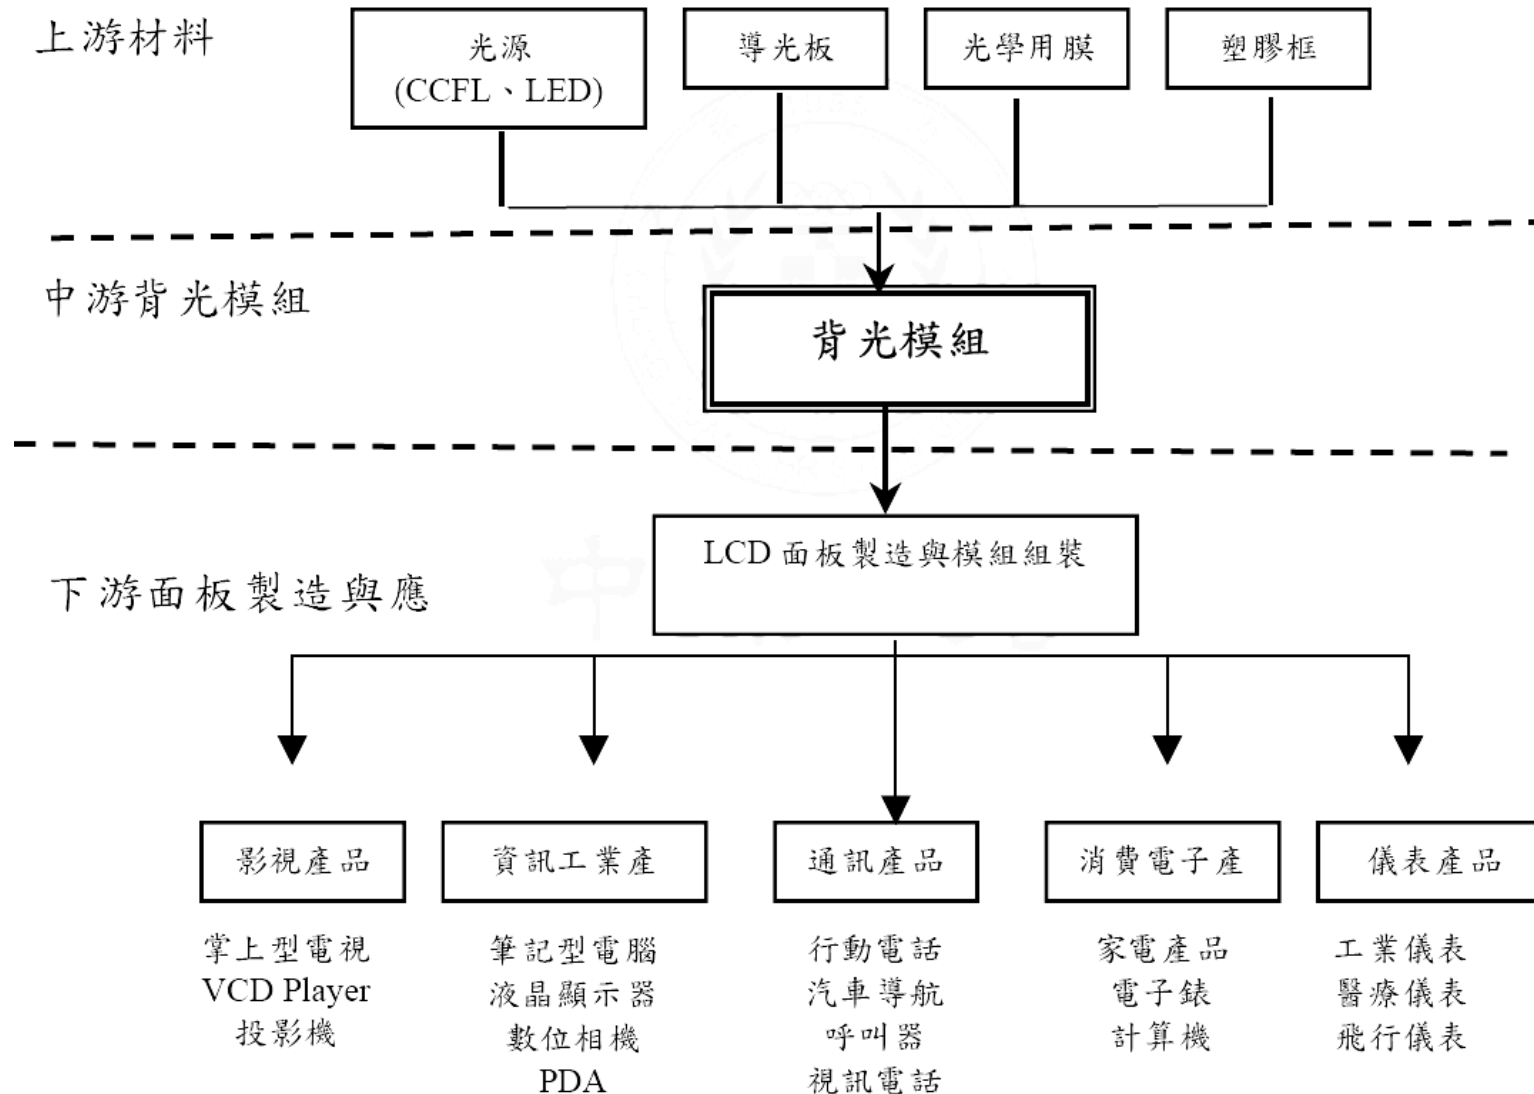 上游材料
光源
(CCFL、LED)
導光板
光學用膜
塑膠框
中游背光模組
背光模組
LCD 面板製造與模組組裝
下游面板製造與應
影視產品
資訊工業產
通訊產品
消費電子產
儀表產品
掌上型電視
VCD Player
投影機
筆記型電腦
液晶顯示器
數位相機
PDA
行動電話
汽車導航
呼叫器
視訊電話
家電產品
電子錶
計算機
工業儀表
醫療儀表
飛行儀表